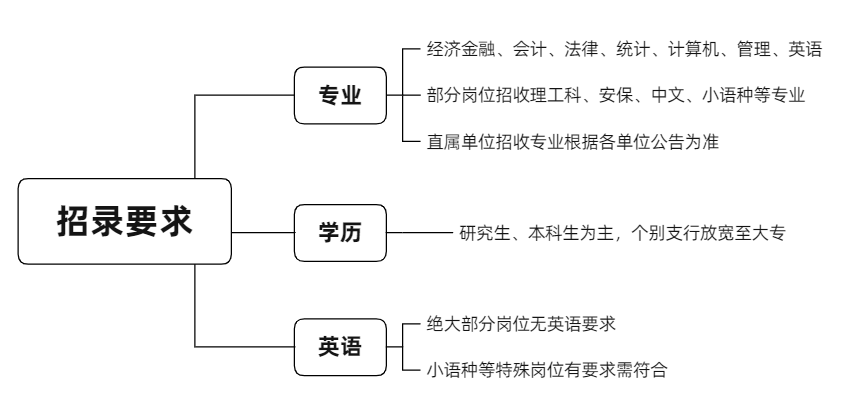 招录要求
专业
经济金融、会计、法律、统计、计算机、管理、英语
部分岗位招收理工科、安保、中文、小语种等专业
直属单位招收专业根据各单位公告为准
学历
研究生、本科生为主，个别支行放宽至大专
英语
绝大部分岗位无英语要求
小语种等特殊岗位有要求需符合